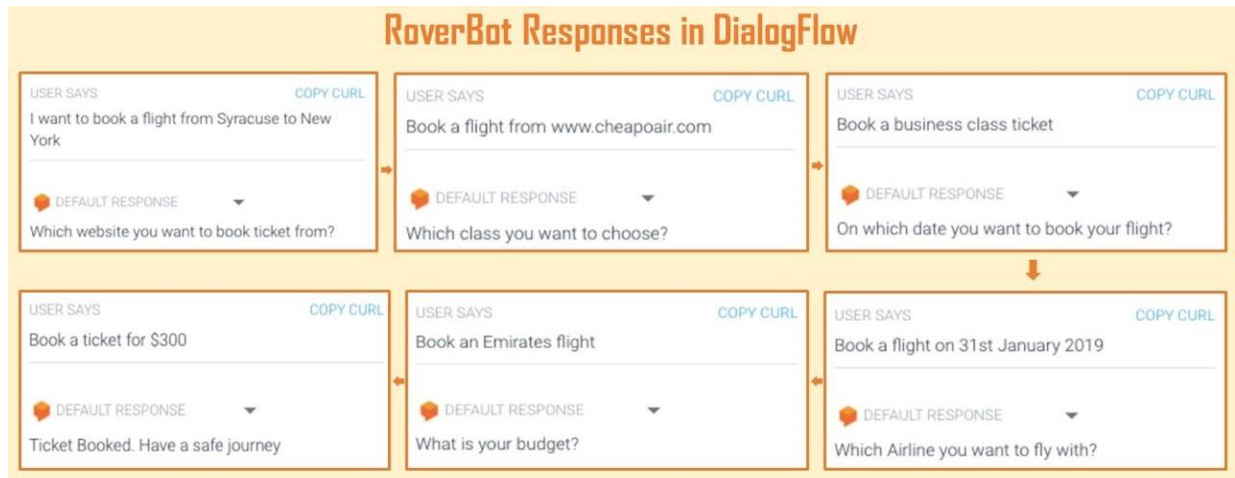 RoverBot Responses in DialogFlow
USER SAYS COPY CURL
I want to book a flight from Syracuse to New
York
DEFAULT RESPONSE
Which website you want to book ticket from?
USER SAYS COPY CURL
Book a flight from www.cheapoair.com
DEFAULT RESPONSE
Which class you want to choose?
USER SAYS COPY CURL
Book a business class ticket
DEFAULT RESPONSE
On which date you want to book your flight?
USER SAYS COPY CURL
Book a flight on 31st January 2019
DEFAULT RESPONSE
Which Airline you want to fly with?
USER SAYS COPY CURL
Book an Emirates flight
DEFAULT RESPONSE
What is your budget?
USER SAYS COPY CURL
Book a ticket for $300
DEFAULT RESPONSE
Ticket Booked. Have a safe journey